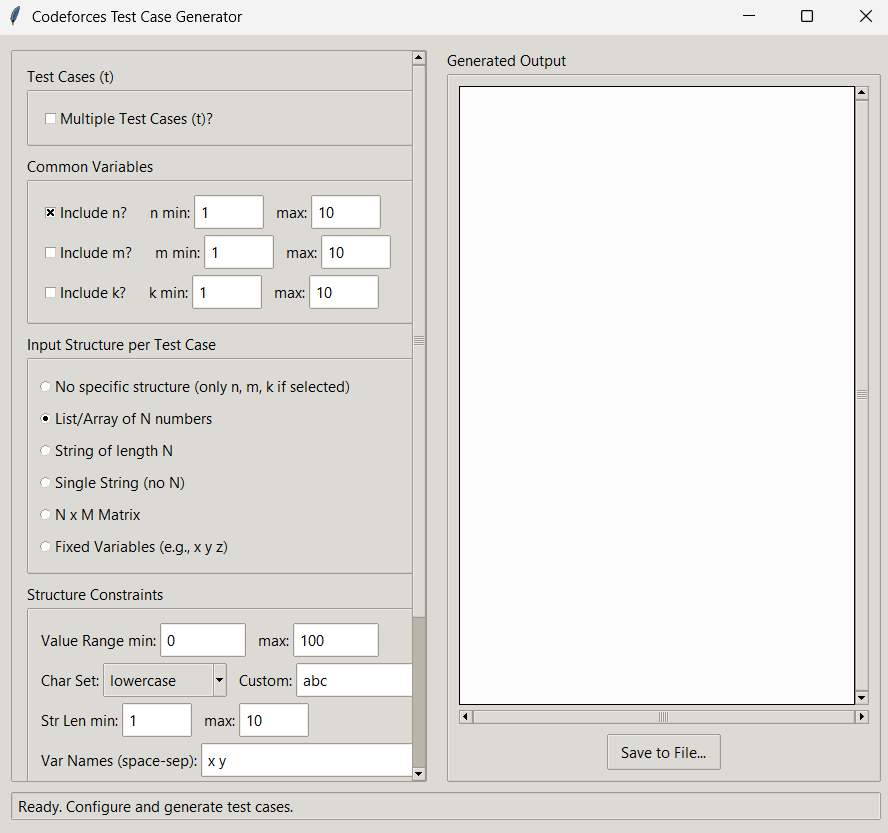 Codeforces Test Case Generator
Test Cases (t)
Multiple Test Cases (t)?
Common Variables
Include n? n min: 1 max: 10
Include m? m min: 1 max: 10
Include k? k min: 1 max: 10
Input Structure per Test Case
No specific structure (only n, m, k if selected)
List/Array of N numbers
String of length N
Single String (no N)
N x M Matrix
Fixed Variables (e.g., x y z)
Structure Constraints
Value Range min: 0 max: 100
Char Set: lowercase Custom: abc
Str Len min: 1 max: 10
Var Names (space-sep): x y
Generated Output
Save to File...
Ready. Configure and generate test cases.